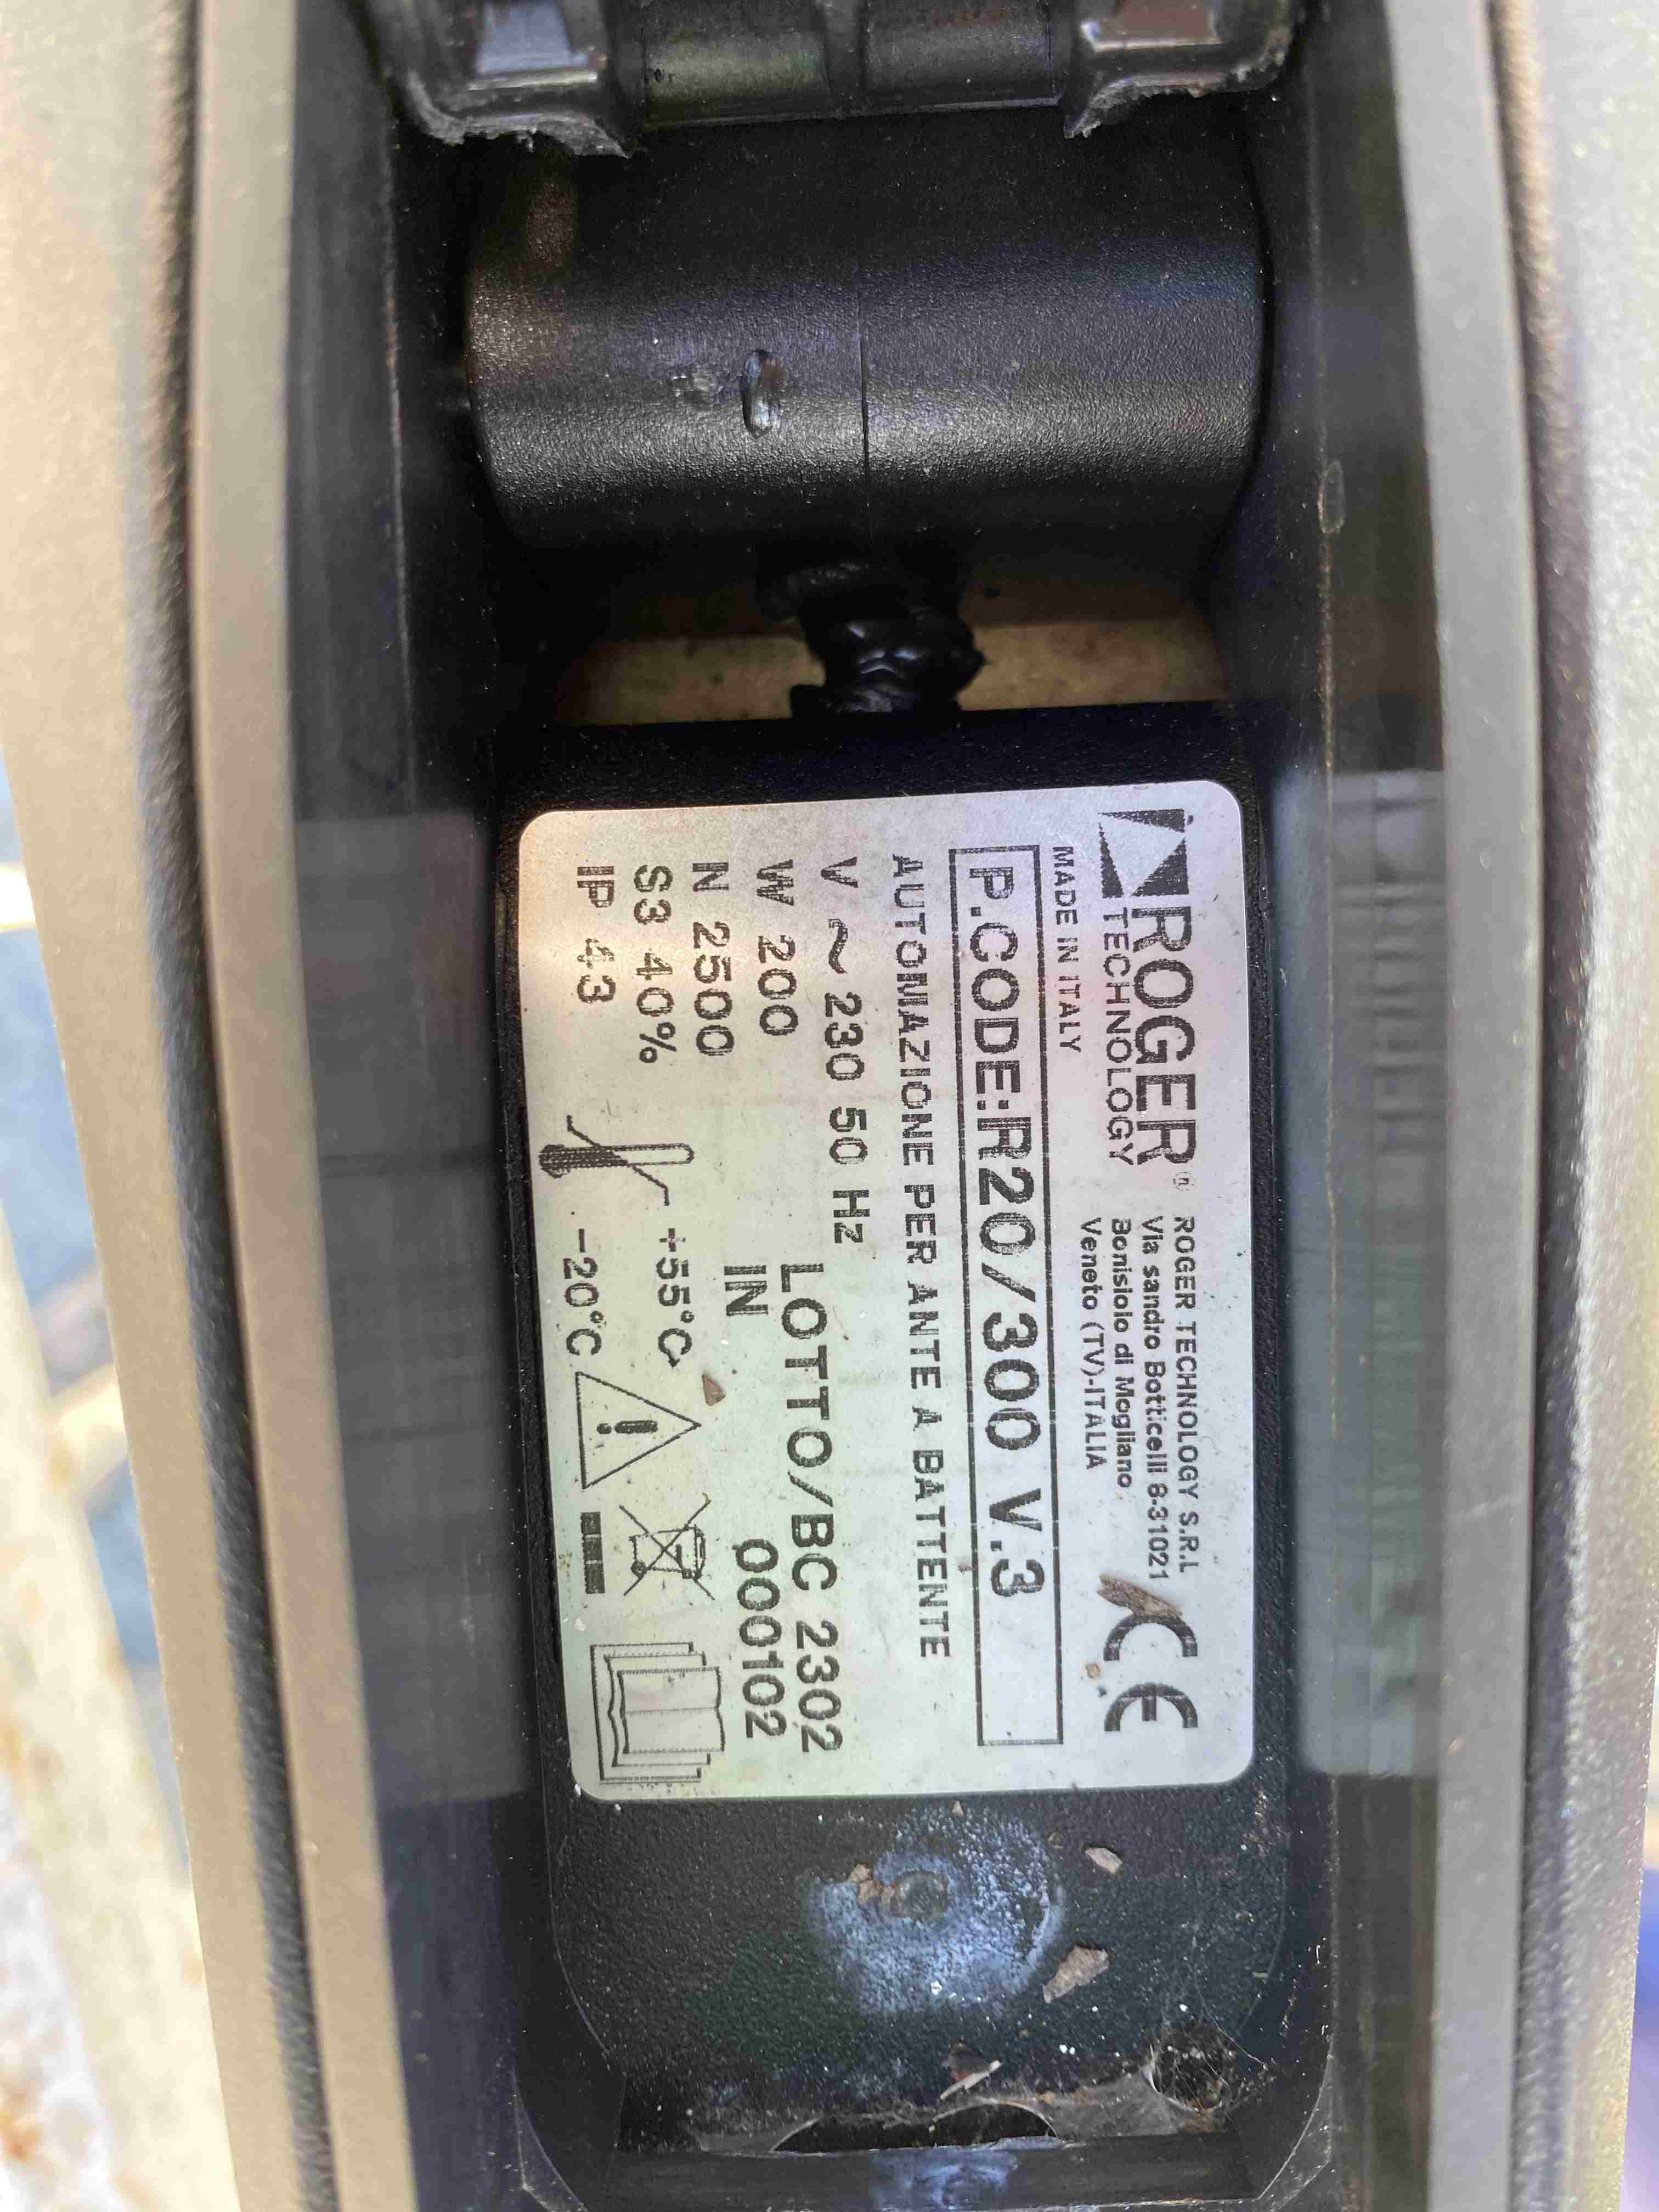 ROGER®
TECHNOLOGY
ROGER TECHNOLOGY S.R.L
Via sandro Botticelli 8-31021
Bonisiolo di Mogliano
Veneto (TV)-ITALIA
CE
MADE IN ITALY
P.CODE:R20/300 V.3
AUTOMAZIONE PER ANTE A BATTENTE
V ~ 230 50 Hz
W 200
N 2500
S3 40%
IP 43
LOTTO/BC 2302
IN 000102
+55°C
-20°C